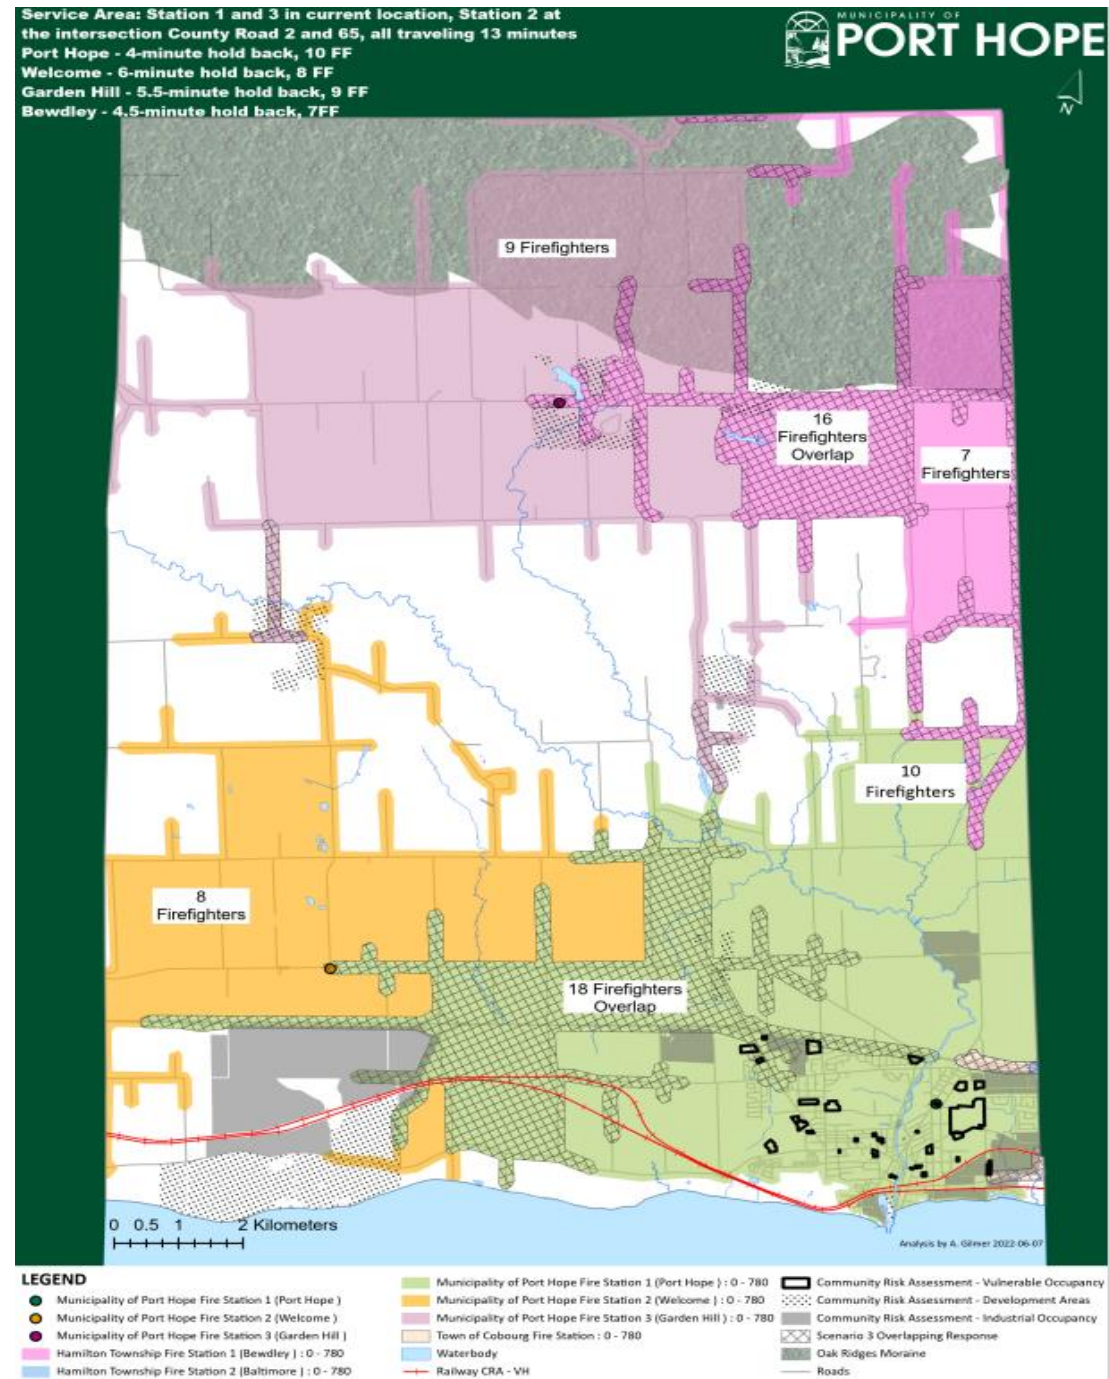 Service Area: Station 1 and 3 in current location, Station 2 at
the intersection County Road 2 and 65, all traveling 13 minutes
Port Hope - 4-minute hold back, 10 FF
Welcome - 6-minute hold back, 8 FF
Garden Hill - 5.5-minute hold back, 9 FF
Bewdley - 4.5-minute hold back, 7FF
MUNICIPALITY OF
PORT HOPE
N
9 Firefighters
16
Firefighters
Overlap
7
Firefighters
10
Firefighters
8
Firefighters
18 Firefighters
Overlap
0 0.5 1 2 Kilometers
Analysis by A. Gilmer 2022-06-07
LEGEND
Municipality of Port Hope Fire Station 1 (Port Hope )
Municipality of Port Hope Fire Station 2 (Welcome )
Municipality of Port Hope Fire Station 3 (Garden Hill )
Hamilton Township Fire Station 1 (Bewdley ) : 0 - 780
Hamilton Township Fire Station 2 (Baltimore ) : 0 - 780
Municipality of Port Hope Fire Station 1 (Port Hope ) : 0 - 780
Municipality of Port Hope Fire Station 2 (Welcome ) : 0 - 780
Municipality of Port Hope Fire Station 3 (Garden Hill ) : 0 - 780
Town of Cobourg Fire Station : 0 - 780
Waterbody
Railway CRA - VH
Community Risk Assessment - Vulnerable Occupancy
Community Risk Assessment - Development Areas
Community Risk Assessment - Industrial Occupancy
Scenario 3 Overlapping Response
Oak Ridges Moraine
Roads